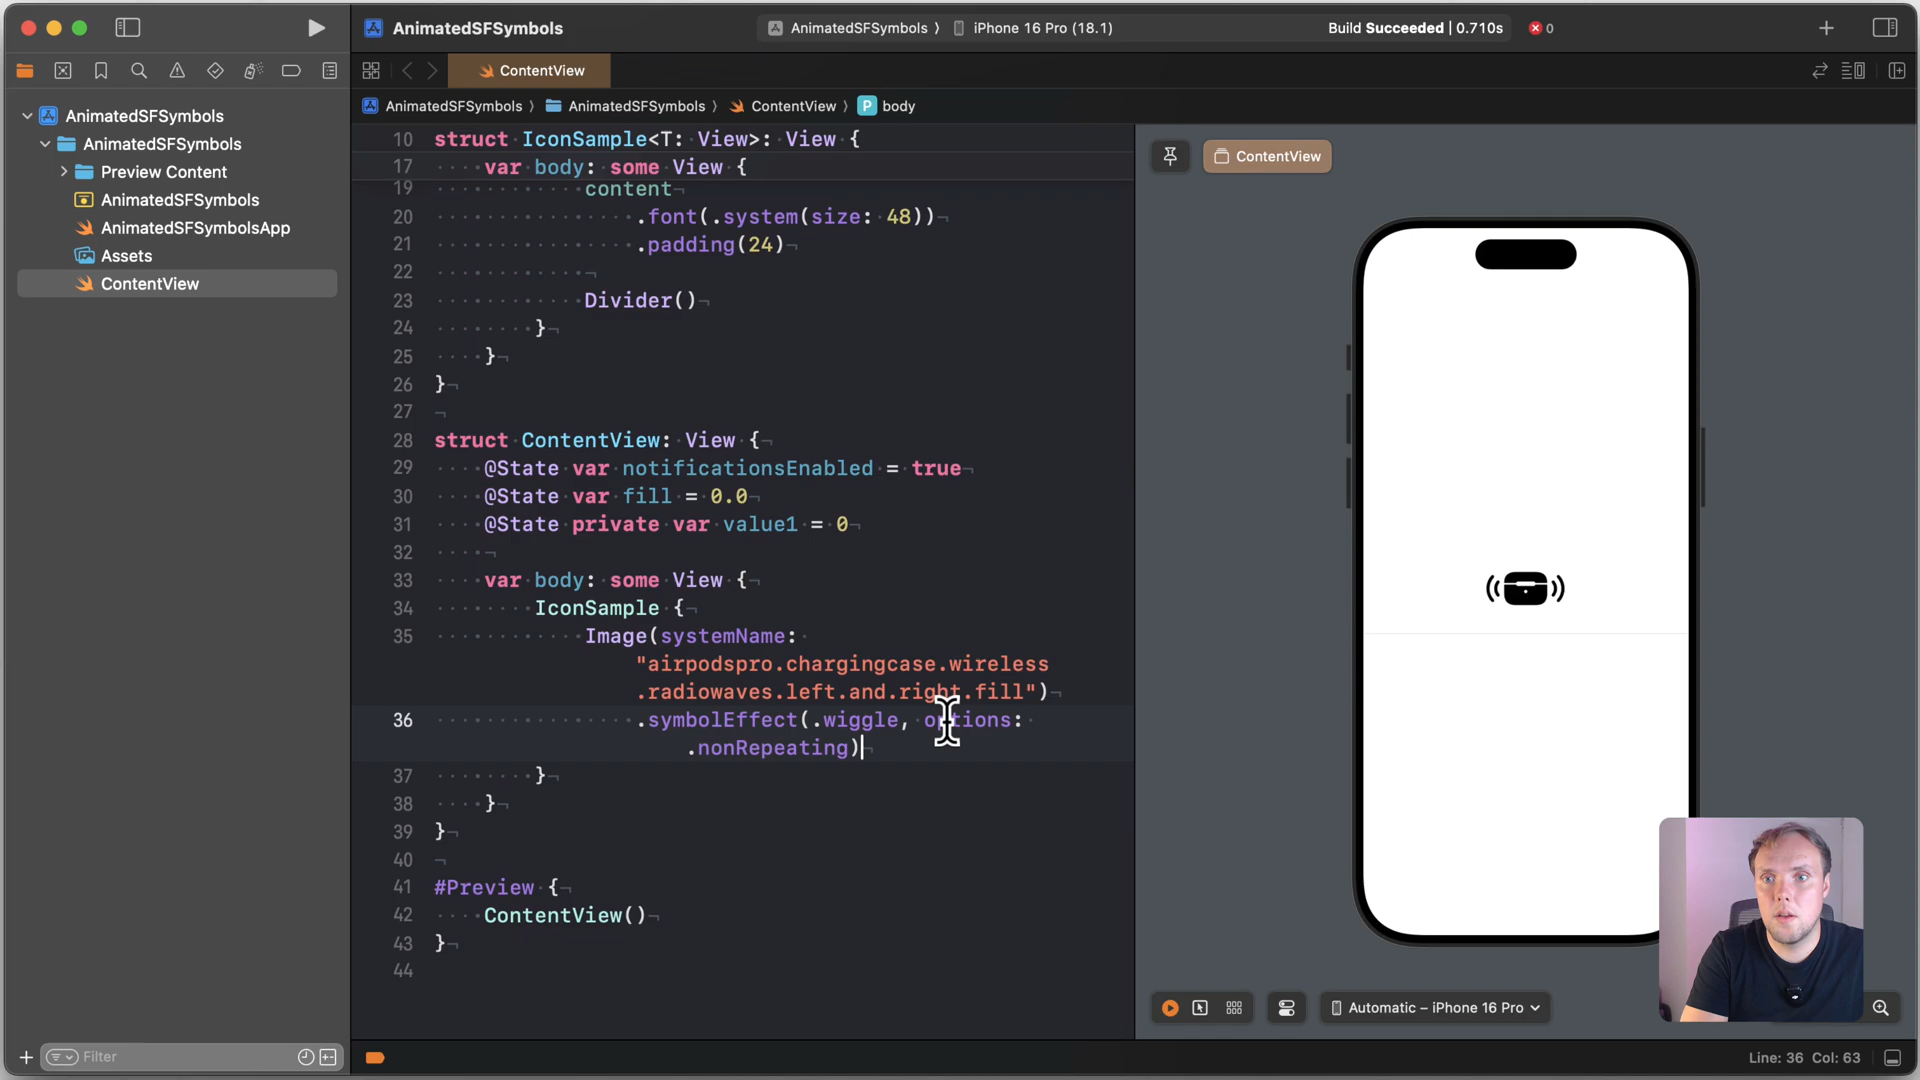 AnimatedSFSymbols
AnimatedSFSymbols 〉 iPhone 16 Pro (18.1)
Build Succeeded | 0.710s
0
ContentView
AnimatedSFSymbols 〉 AnimatedSFSymbols 〉 ContentView 〉 P body
AnimatedSFSymbols
AnimatedSFSymbols
Preview Content
AnimatedSFSymbols
AnimatedSFSymbolsApp
Assets
ContentView
10 struct IconSample<T: View>: View {
17 var body: some View {
19 content
20 .font(.system(size: 48))
21 .padding(24)
22
23 Divider()
24 }
25 }
26 }
27
28 struct ContentView: View {
29 @State var notificationsEnabled = true
30 @State var fill = 0.0
31 @State private var value1 = 0
32
33 var body: some View {
34 IconSample {
35 Image(systemName:
"airpodspro.chargingcase.wireless
.radiowaves.left.and.right.fill")
36 .symbolEffect(.wiggle, options:
.nonRepeating)
37 }
38 }
39 }
40
41 #Preview {
42 ContentView()
43 }
44
ContentView
Automatic – iPhone 16 Pro
Filter
Line: 36 Col: 63